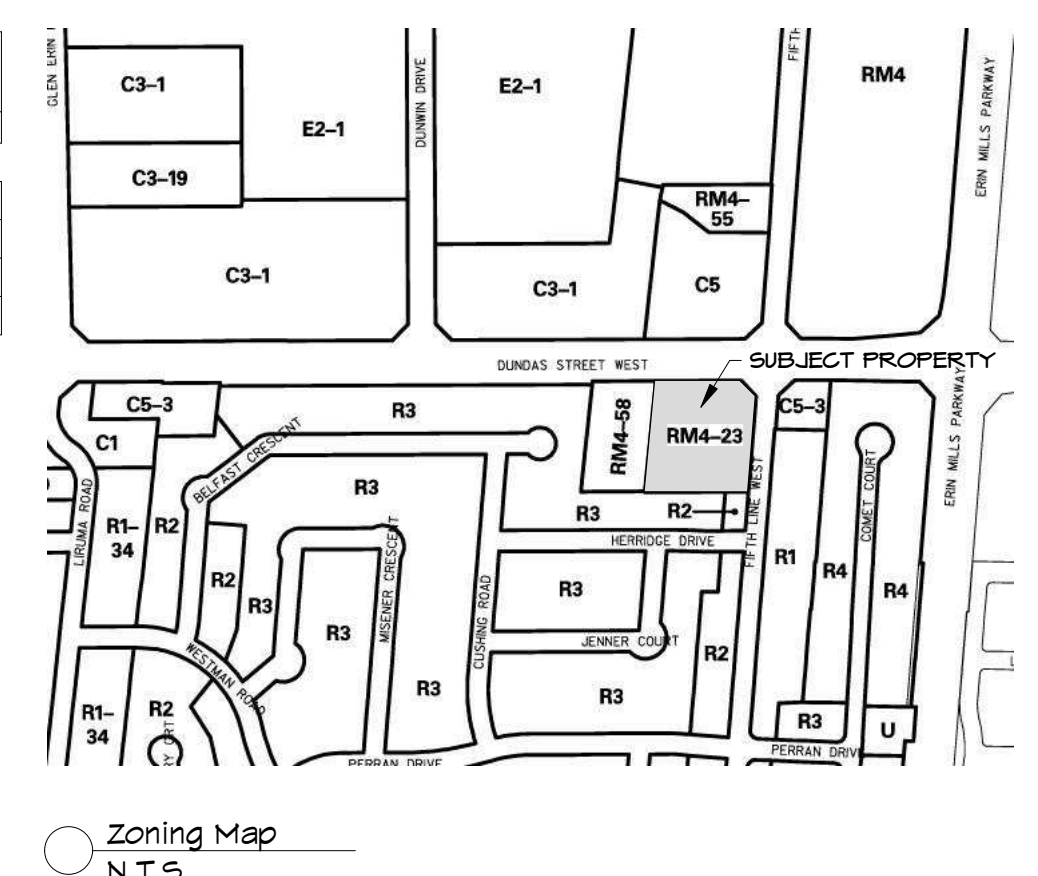 GLEN ERIN
C3–1
E2–1
C3–19
C3–1
DUNWIN DRIVE
E2–1
C3–1
RM4–
55
C5
FIFTH
RM4
ERIN MILLS PARKWAY
DUNDAS STREET WEST
SUBJECT PROPERTY
C5–3
C1
R3
BELFAST CRESCENT
RM4–58
RM4–23
C5–3
ERIN MILLS PARKWAY
LIRUMA ROAD
R1–
34
R2
R3
R3
R2
FIFTH LINE WEST
HERRIDGE DRIVE
COMET COURT
R1
R4
R4
R2
R3
R3
MISENER CRESCENT
CUSHING ROAD
R3
JENNER COURT
R2
WESTMAN ROAD
R3
R3
R1–
34
R2
R3
U
PERRAN DRIVE
PERRAN DRIV
Zoning Map
N.T.S